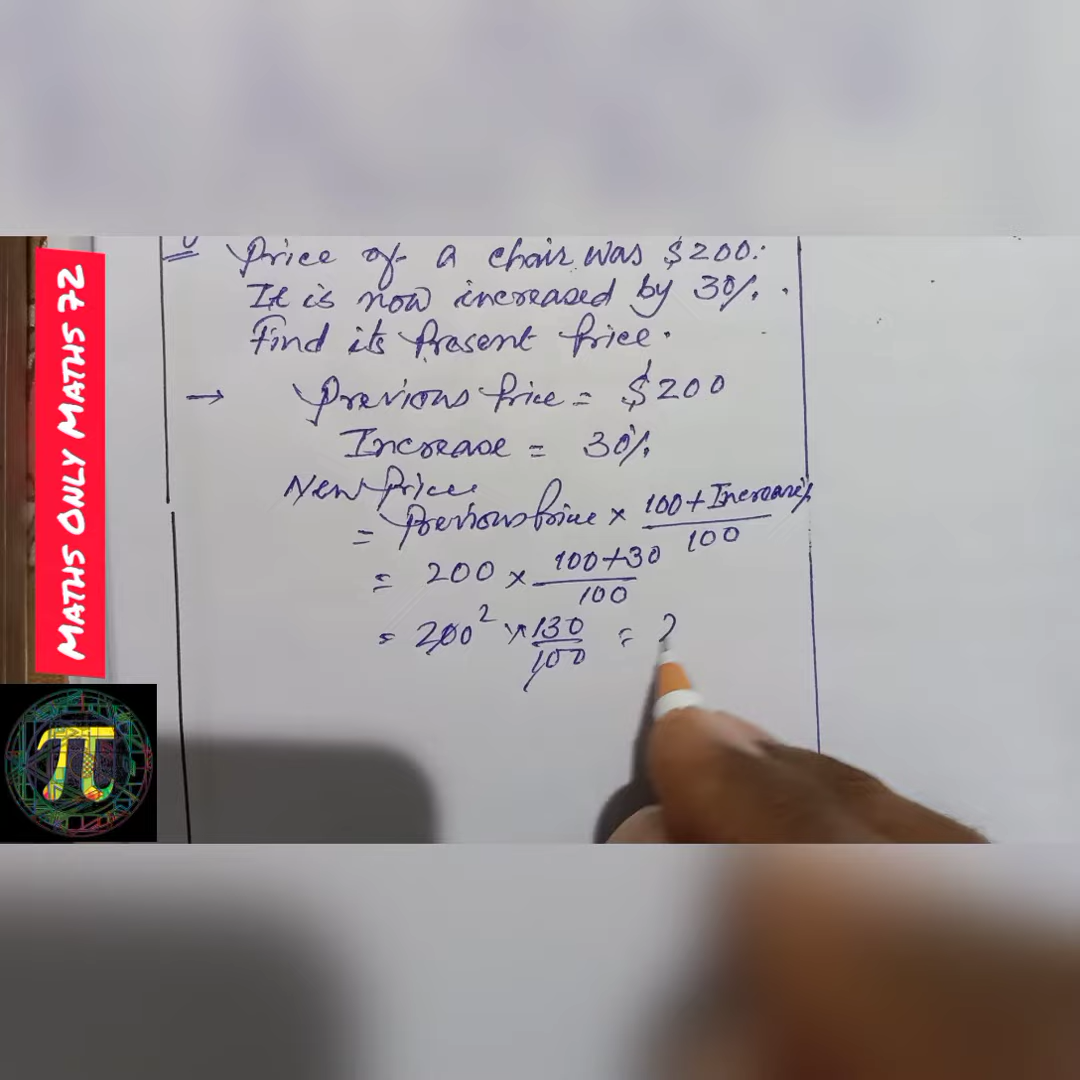 MATHS ONLY MATHS 72
Price of a chair was $200.
It is now increased by 30%.
Find its Present Price.
→ Previous Price = $200
Increase = 30%
New Price
= Previous Price × 100 + Increase% / 100
= 200 × 100+30 / 100
= 200 2 × 130 / 100 = 2
π